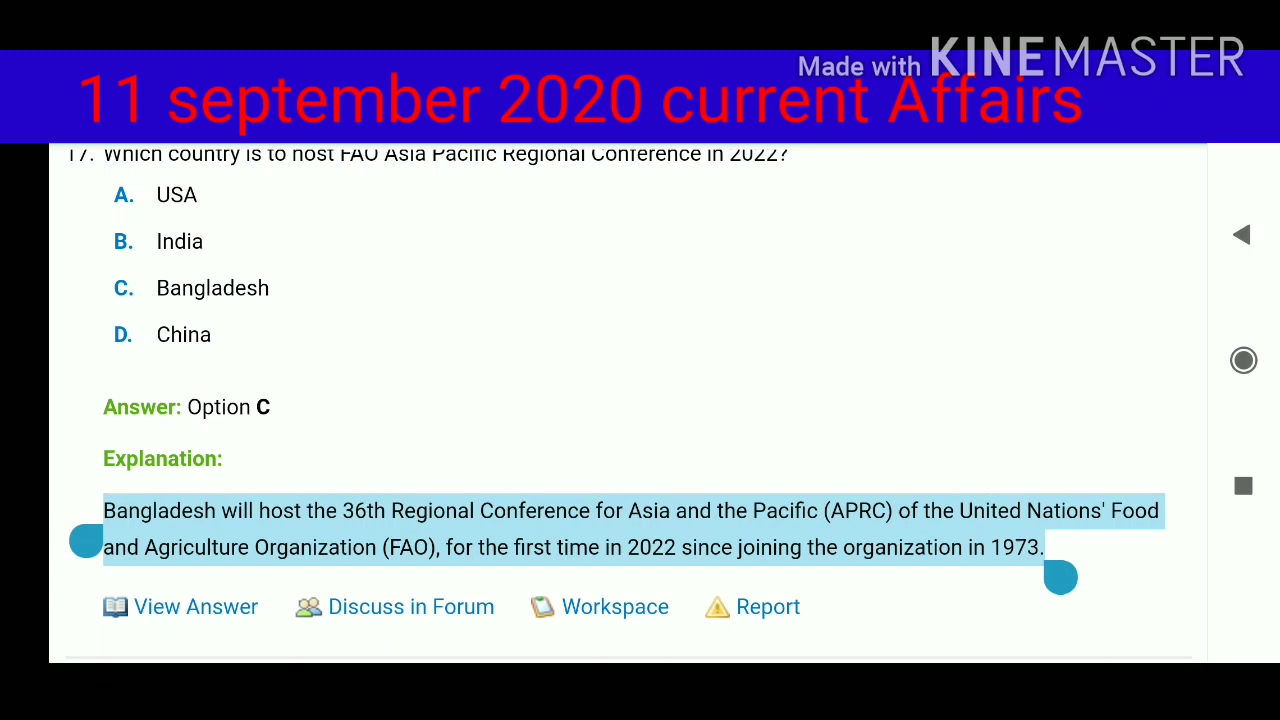 Made with KINEMASTER
11 september 2020 current Affairs
17. Which country is to host FAO Asia Pacific Regional Conference in 2022?
A. USA
B. India
C. Bangladesh
D. China
Answer: Option C
Explanation:
Bangladesh will host the 36th Regional Conference for Asia and the Pacific (APRC) of the United Nations' Food
and Agriculture Organization (FAO), for the first time in 2022 since joining the organization in 1973.
View Answer Discuss in Forum Workspace Report